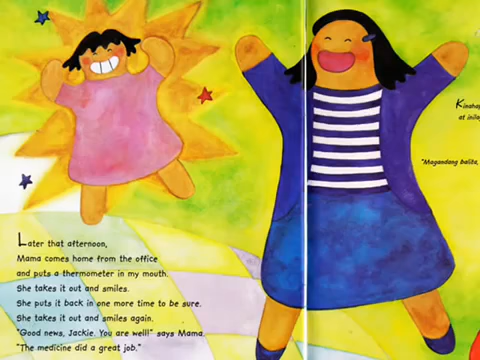 Later that afternoon,
Mama comes home from the office
and puts a thermometer in my mouth.
She takes it out and smiles.
She puts it back in one more time to be sure.
She takes it out and smiles again.
"Good news, Jackie. You are well!" says Mama.
"The medicine did a great job."
at
"Magandang balita,